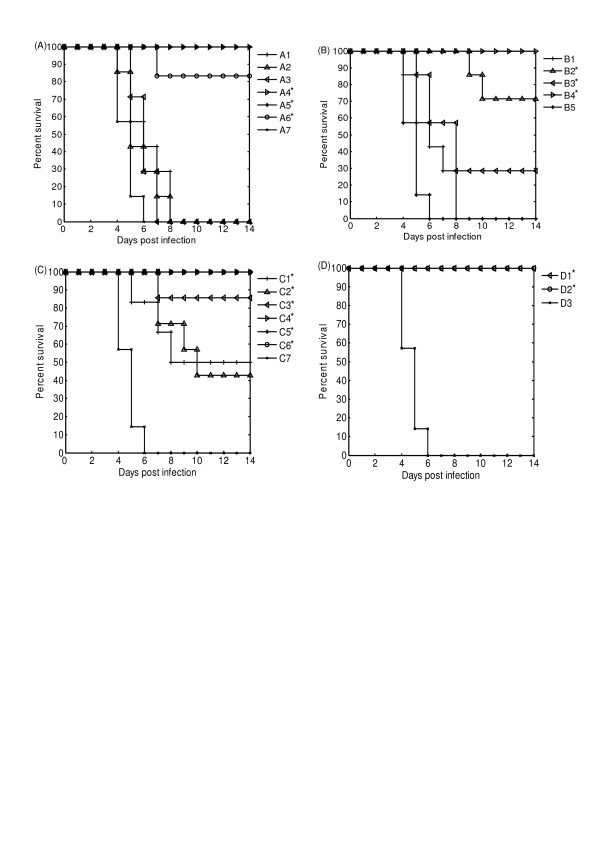 (A)
100
90
80
70
60
50
40
30
20
10
0
Percent survival
0 2 4 6 8 10 12 14
Days post infection
A1
A2
A3
A4*
A5*
A6*
A7
(B)
100
90
80
70
60
50
40
30
20
10
0
Percent survival
0 2 4 6 8 10 12 14
Days post infection
B1
B2*
B3*
B4*
B5
(C)
100
90
80
70
60
50
40
30
20
10
0
Percent survival
0 2 4 6 8 10 12 14
Days post infection
C1*
C2*
C3*
C4*
C5*
C6*
C7
(D)
100
90
80
70
60
50
40
30
20
10
0
Percent survival
0 2 4 6 8 10 12 14
Days post infection
D1*
D2*
D3